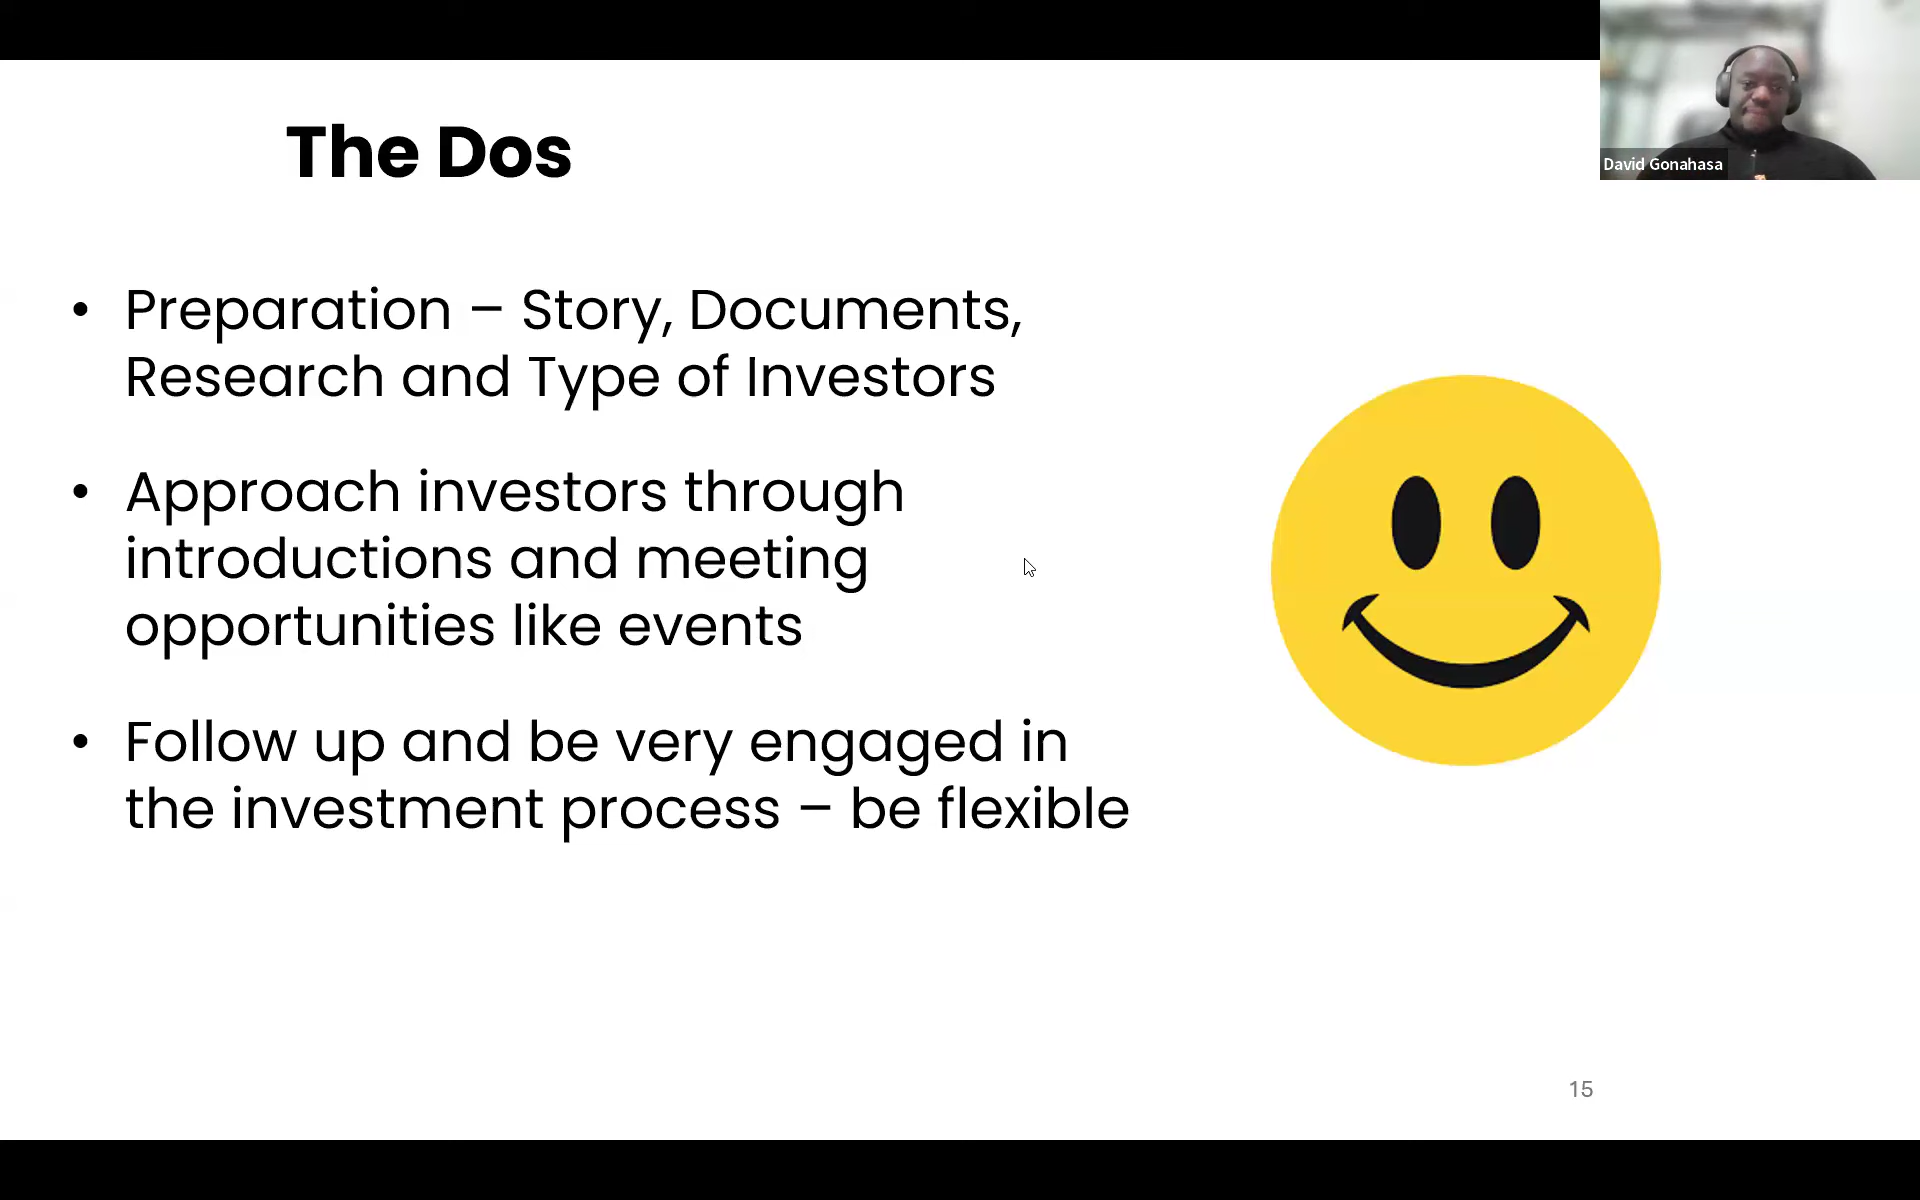 The Dos
David Gonahasa
• Preparation – Story, Documents,
Research and Type of Investors
• Approach investors through
introductions and meeting
opportunities like events
• Follow up and be very engaged in
the investment process – be flexible
15